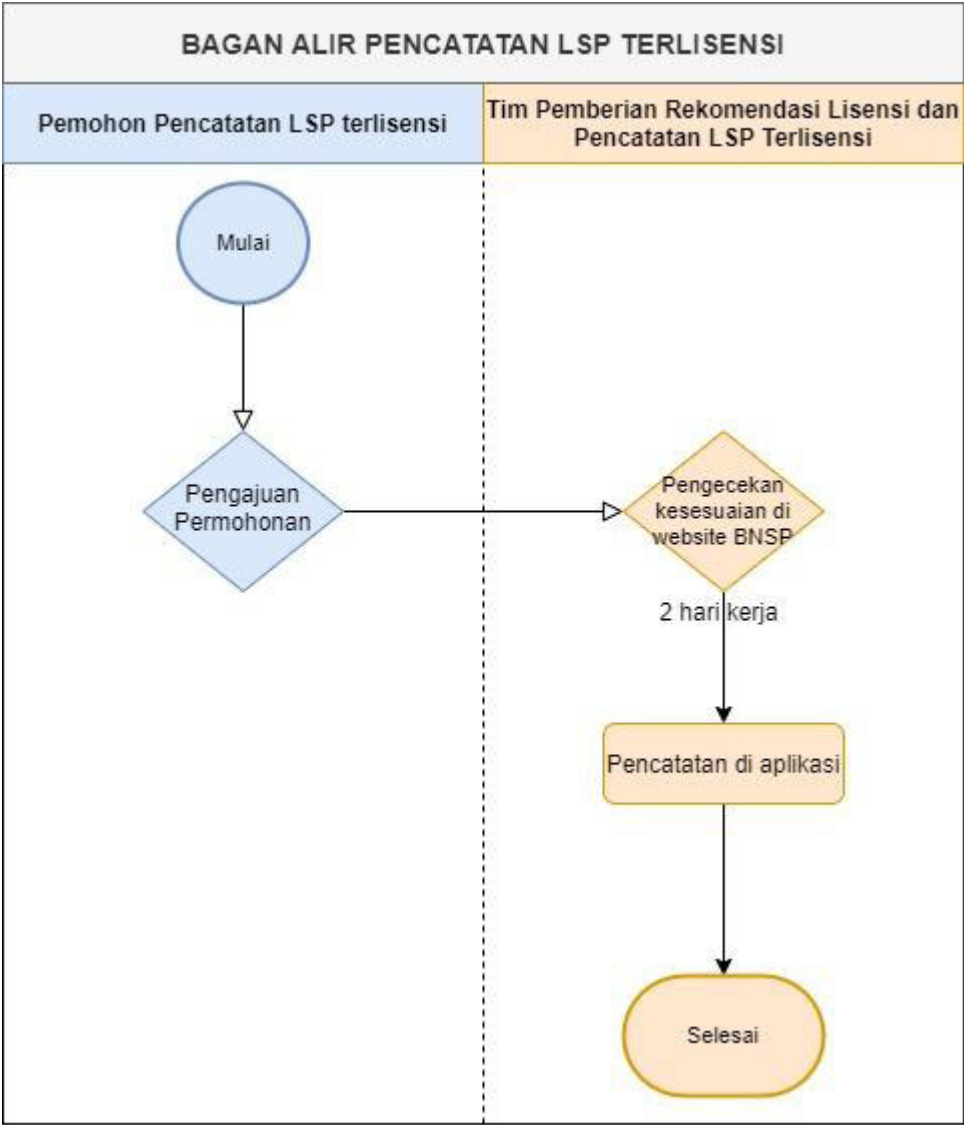 BAGAN ALIR PENCATATAN LSP TERLISENSI
Pemohon Pencatatan LSP terlisensi
Tim Pemberian Rekomendasi Lisensi dan
Pencatatan LSP Terlisensi
Mulai
Pengajuan
Permohonan
Pengecekan
kesesuaian di
website BNSP
2 hari kerja
Pencatatan di aplikasi
Selesai